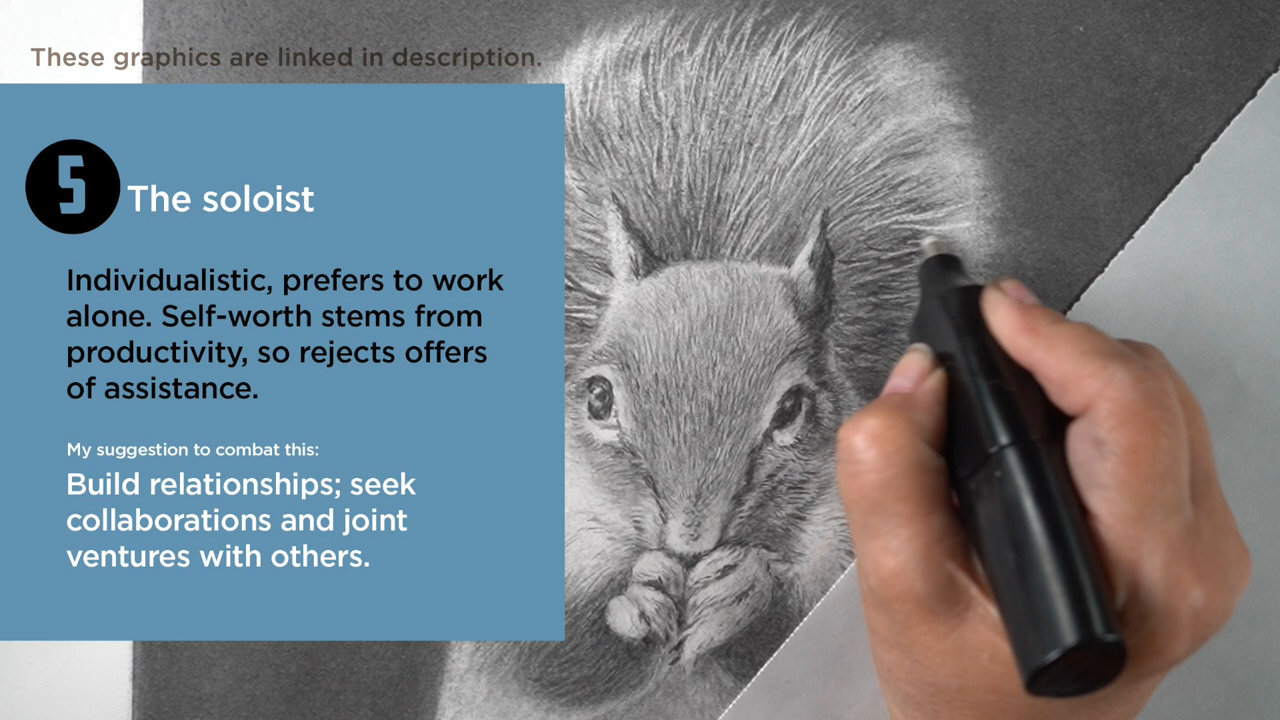 These graphics are linked in description.
5 The soloist
Individualistic, prefers to work
alone. Self-worth stems from
productivity, so rejects offers
of assistance.
My suggestion to combat this:
Build relationships; seek
collaborations and joint
ventures with others.